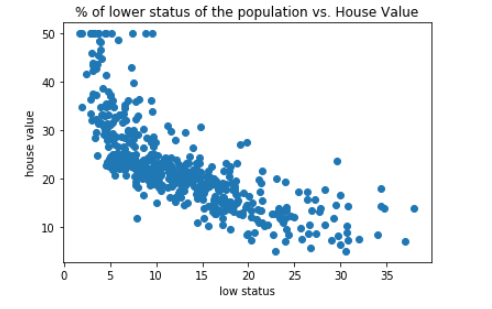 % of lower status of the population vs. House Value
50
40
30
20
10
house value
0 5 10 15 20 25 30 35
low status